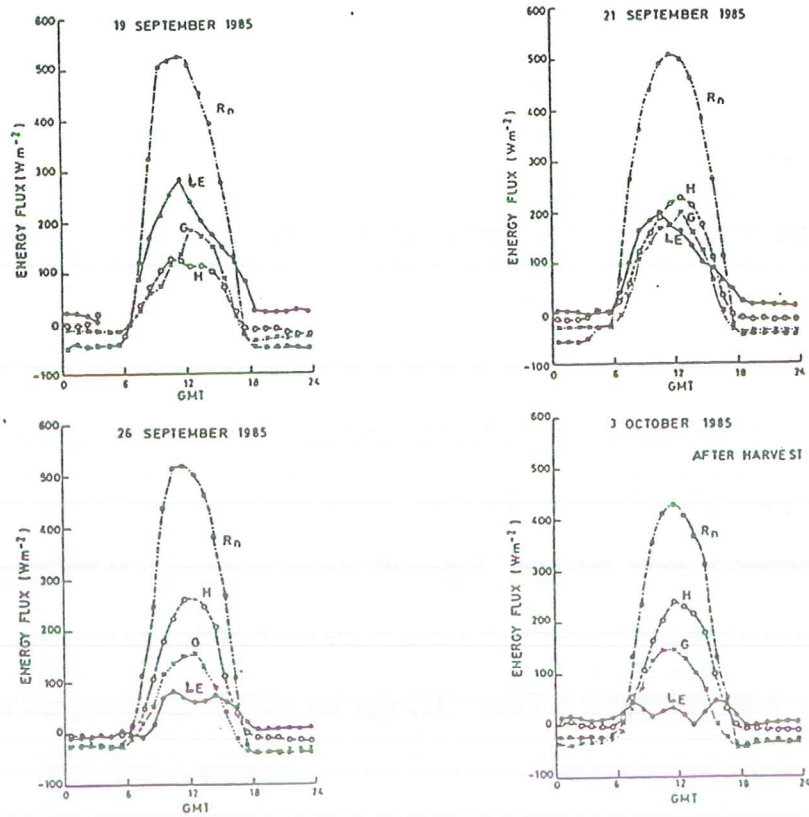 19 SEPTEMBER 1985
600
500
400
300
200
100
0
-100
ENERGY FLUX (Wm-2)
Rn
LE
G
H
0 6 12 18 24
GMT
21 SEPTEMBER 1985
600
500
400
300
200
100
0
-100
ENERGY FLUX (Wm-2)
Rn
H
G
LE
0 6 12 18 24
GMT
26 SEPTEMBER 1985
600
500
400
300
200
100
0
-100
ENERGY FLUX (Wm-2)
Rn
H
G
LE
0 6 12 18 24
GMT
3 OCTOBER 1985
AFTER HARVEST
600
500
400
300
200
100
0
-100
ENERGY FLUX (Wm-2)
Rn
H
G
LE
0 6 12 18 24
GMT